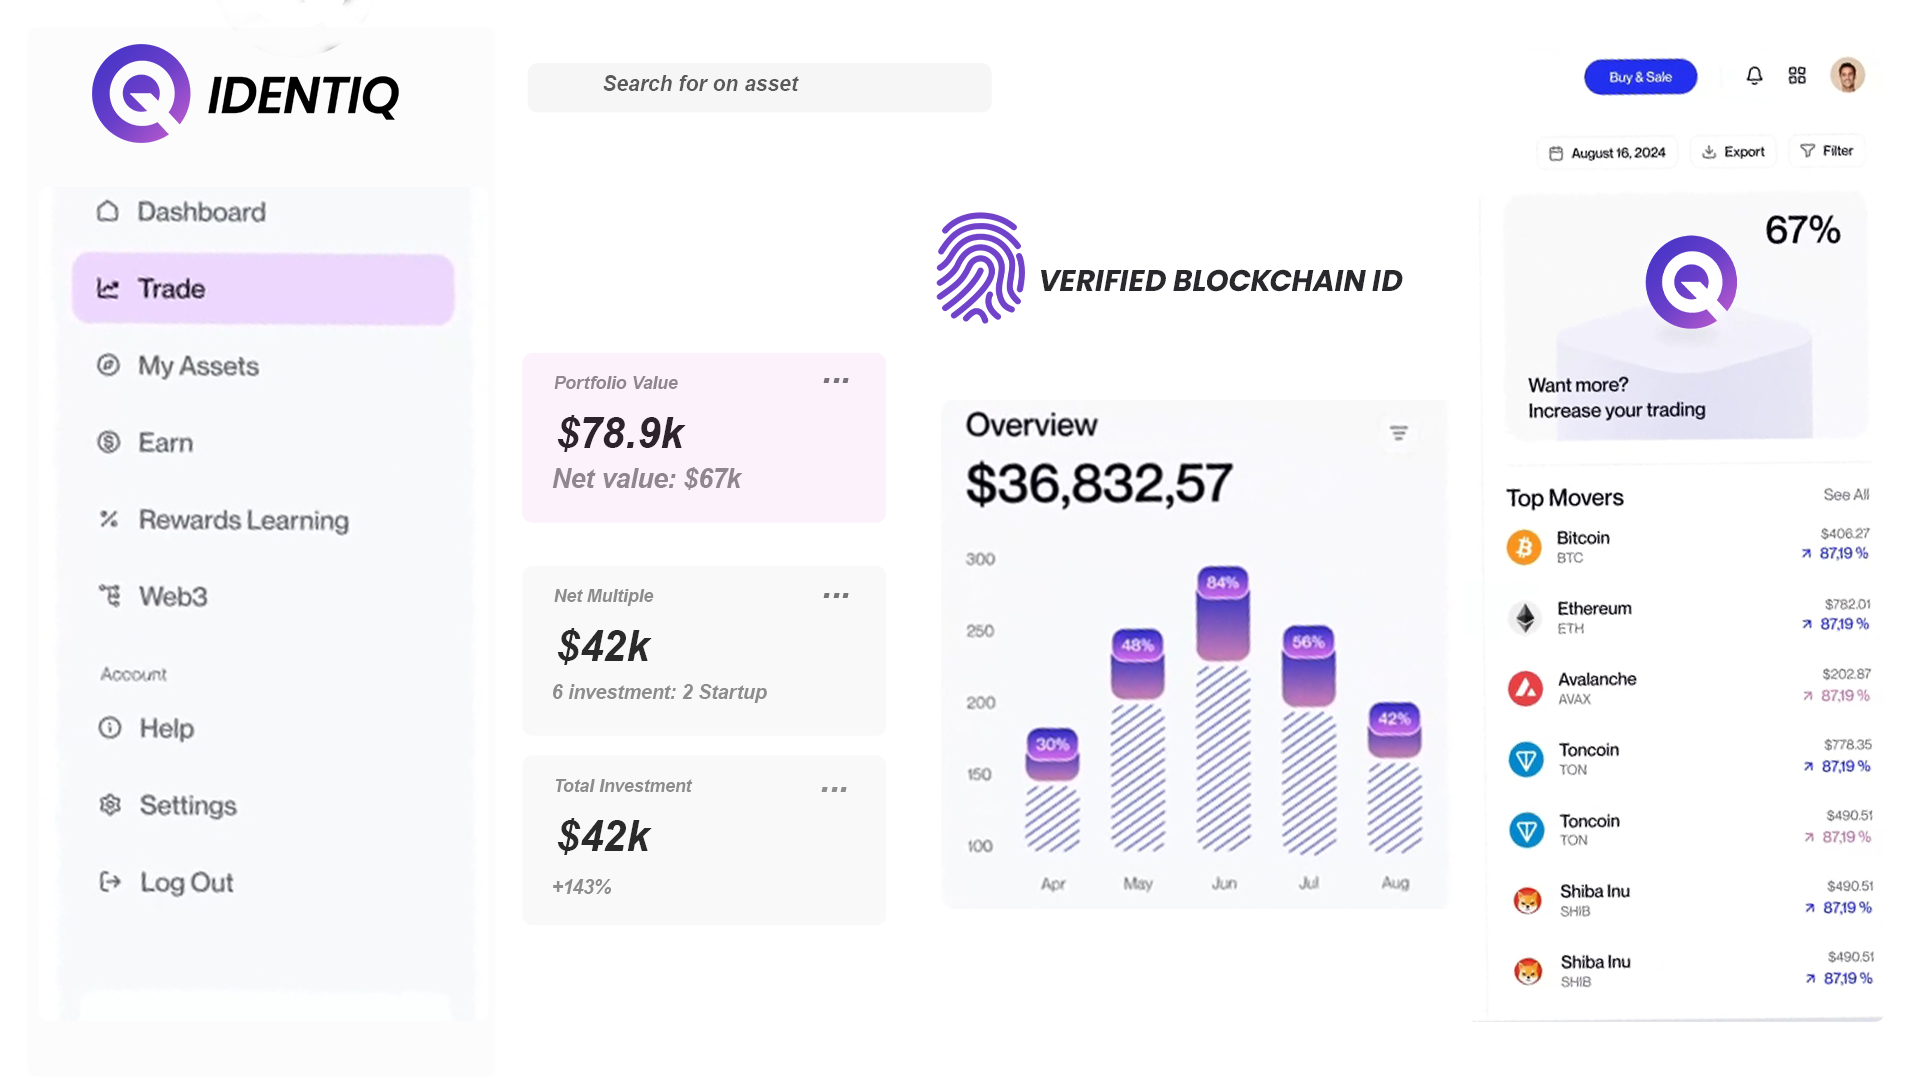 IDENTIQ
Search for on asset
Buy & Sale
August 16, 2024
Export
Filter
Dashboard
Trade
My Assets
Earn
Rewards Learning
Web3
Account
Help
Settings
Log Out
VERIFIED BLOCKCHAIN ID
Portfolio Value
$78.9k
Net value: $67k
Net Multiple
$42k
6 investment: 2 Startup
Total Investment
$42k
+143%
Overview
$36,832,57
300
250
200
150
100
30%
48%
84%
56%
42%
Apr
May
Jun
Jul
Aug
67%
Want more?
Increase your trading
Top Movers
See All
Bitcoin
$406.27
BTC
87,19 %
Ethereum
$782.01
ETH
87,19 %
Avalanche
$202.87
AVAX
87,19 %
Toncoin
$778.35
TON
87,19 %
Toncoin
$490.51
TON
87,19 %
Shiba Inu
$490.51
SHIB
87,19 %
Shiba Inu
$490.51
SHIB
87,19 %